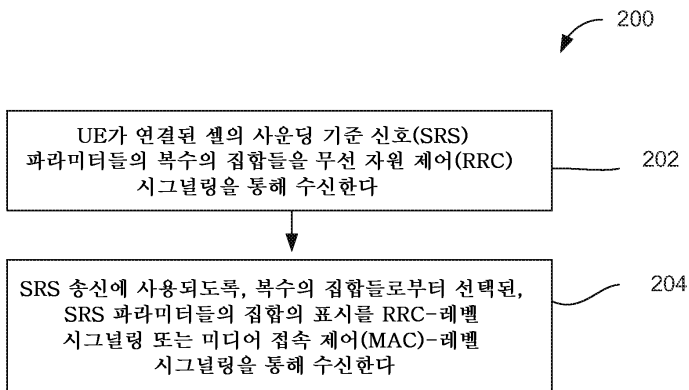 200
UE가 연결된 셀의 사운딩 기준 신호(SRS)
파라미터들의 복수의 집합들을 무선 자원 제어(RRC)
시그널링을 통해 수신한다
202
SRS 송신에 사용되도록, 복수의 집합들로부터 선택된,
SRS 파라미터들의 집합의 표시를 RRC-레벨
시그널링 또는 미디어 접속 제어(MAC)-레벨
시그널링을 통해 수신한다
204